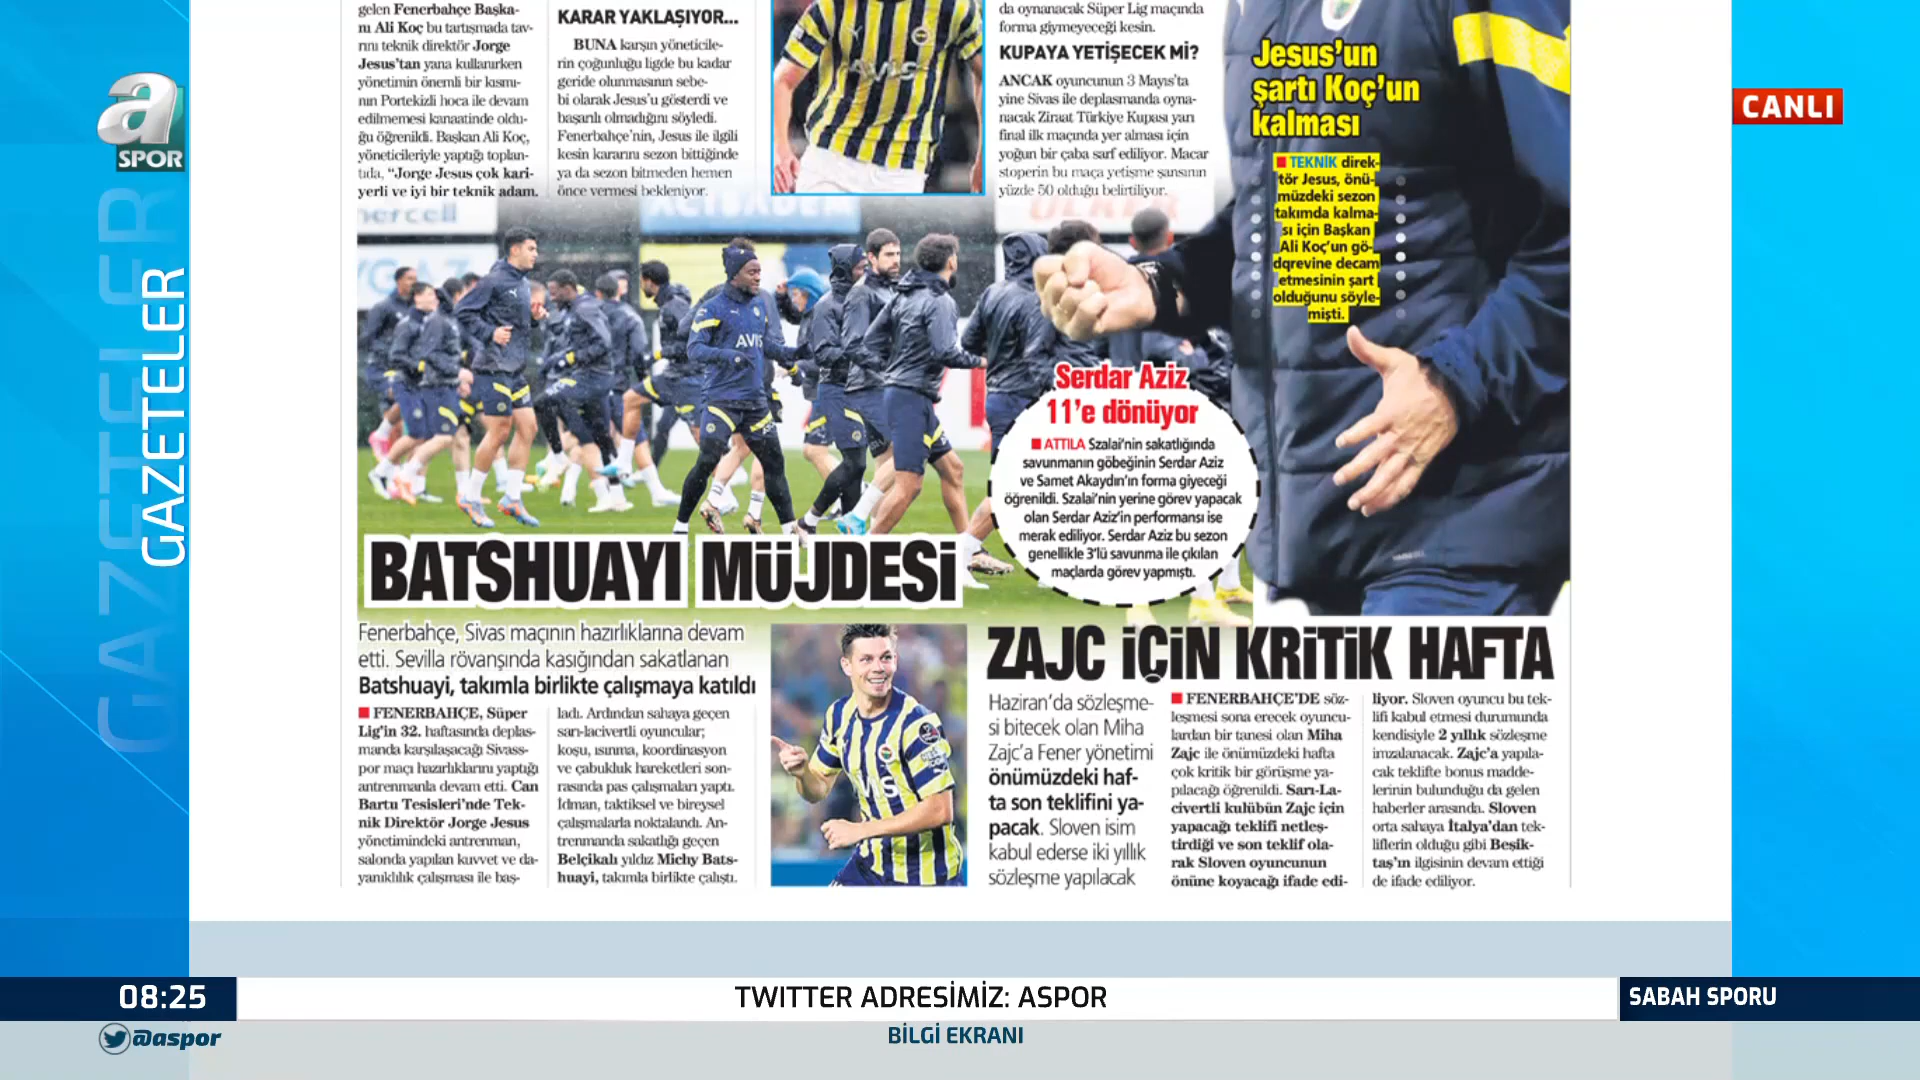 a
SPOR
GAZETELER
GAZETELER
CANLI
gelen Fenerbahçe Başka-
nı Ali Koç bu tartışmada tav-
rını teknik direktör Jorge
Jesus'tan yana kullanırken
yönetimin önemli bir kısmı-
nın Portekizli hoca ile devam
edilmemesi kanaatinde oldu-
ğu öğrenildi. Başkan Ali Koç,
yöneticileriyle yaptığı toplan-
tıda, "Jorge Jesus çok kari-
yerli ve iyi bir teknik adam.
KARAR YAKLAŞIYOR...
BUNA karşın yöneticile-
rin çoğunluğu ligde bu kadar
geride olunmasının sebe-
bi olarak Jesus'u gösterdi ve
başarılı olmadığını söyledi.
Fenerbahçe'nin, Jesus ile ilgili
kesin kararını sezon bittiğinde
ya da sezon bitmeden hemen
önce vermesi bekleniyor.
AVIS
da oynanacak Süper Lig maçında
forma giymeyeceği kesin.
KUPAYA YETİŞECEK Mİ?
ANCAK oyuncunun 3 Mayıs'ta
yine Sivas ile deplasmanda oyna-
nacak Ziraat Türkiye Kupası yarı
final ilk maçında yer alması için
yoğun bir çaba sarf ediliyor. Macar
stoperin bu maça yetişme şansının
yüzde 50 olduğu belirtiliyor.
Jesus'un
şartı Koç'un
kalması
■ TEKNİK direk-
tör Jesus, önü-
müzdeki sezon
takımda kalma-
sı için Başkan
Ali Koç'un gö-
dqrevine decam
etmesinin şart
olduğunu söyle-
mişti.
AVIS
Serdar Aziz
11'e dönüyor
■ ATTILA Szalai'nin sakatlığında
savunmanın göbeğinin Serdar Aziz
ve Samet Akaydın'ın forma giyeceği
öğrenildi. Szalai'nin yerine görev yapacak
olan Serdar Aziz'in performansı ise
merak ediliyor. Serdar Aziz bu sezon
genellikle 3'lü savunma ile çıkılan
maçlarda görev yapmıştı.
BATSHUAYI MÜJDESİ
Fenerbahçe, Sivas maçının hazırlıklarına devam
etti. Sevilla rövanşında kasığından sakatlanan
Batshuayi, takımla birlikte çalışmaya katıldı
■ FENERBAHÇE, Süper
Lig'in 32. haftasında deplas-
manda karşılaşacağı Sivass-
por maçı hazırlıklarını yaptığı
antrenmanla devam etti. Can
Bartu Tesisleri'nde Tek-
nik Direktör Jorge Jesus
yönetimindeki antrenman,
salonda yapılan kuvvet ve da-
yanıklılık çalışması ile baş-
ladı. Ardından sahaya geçen
sarı-lacivertli oyuncular;
koşu, ısınma, koordinasyon
ve çabukluk hareketleri son-
rasında pas çalışmaları yaptı.
İdman, taktiksel ve bireysel
çalışmalarla noktalandı. An-
trenmanda sakatlığı geçen
Belçikalı yıldız Michy Bats-
huayi, takımla birlikte çalıştı.
ZAJC İÇİN KRİTİK HAFTA
Haziran'da sözleşme-
si bitecek olan Miha
Zajc'a Fener yönetimi
önümüzdeki haf-
ta son teklifini ya-
pacak. Sloven isim
kabul ederse iki yıllık
sözleşme yapılacak
■ FENERBAHÇE'DE söz-
leşmesi sona erecek oyuncu-
lardan bir tanesi olan Miha
Zajc ile önümüzdeki hafta
çok kritik bir görüşme ya-
pılacağı öğrenildi. Sarı-La-
civertli kulübün Zajc için
yapacağı teklifi netleş-
tirdiği ve son teklif ola-
rak Sloven oyuncunun
önüne koyacağı ifade edi-
liyor. Sloven oyuncu bu tek-
lifi kabul etmesi durumunda
kendisiyle 2 yıllık sözleşme
imzalanacak. Zajc'a yapıla-
cak teklifte bonus madde-
lerinin bulunduğu da gelen
haberler arasında. Sloven
orta sahaya İtalya'dan tek-
liflerin olduğu gibi Beşik-
taş'ın ilgisinin devam ettiği
de ifade ediliyor.
08:25
TWITTER ADRESİMİZ: ASPOR
SABAH SPORU
@aspor
BİLGİ EKRANI